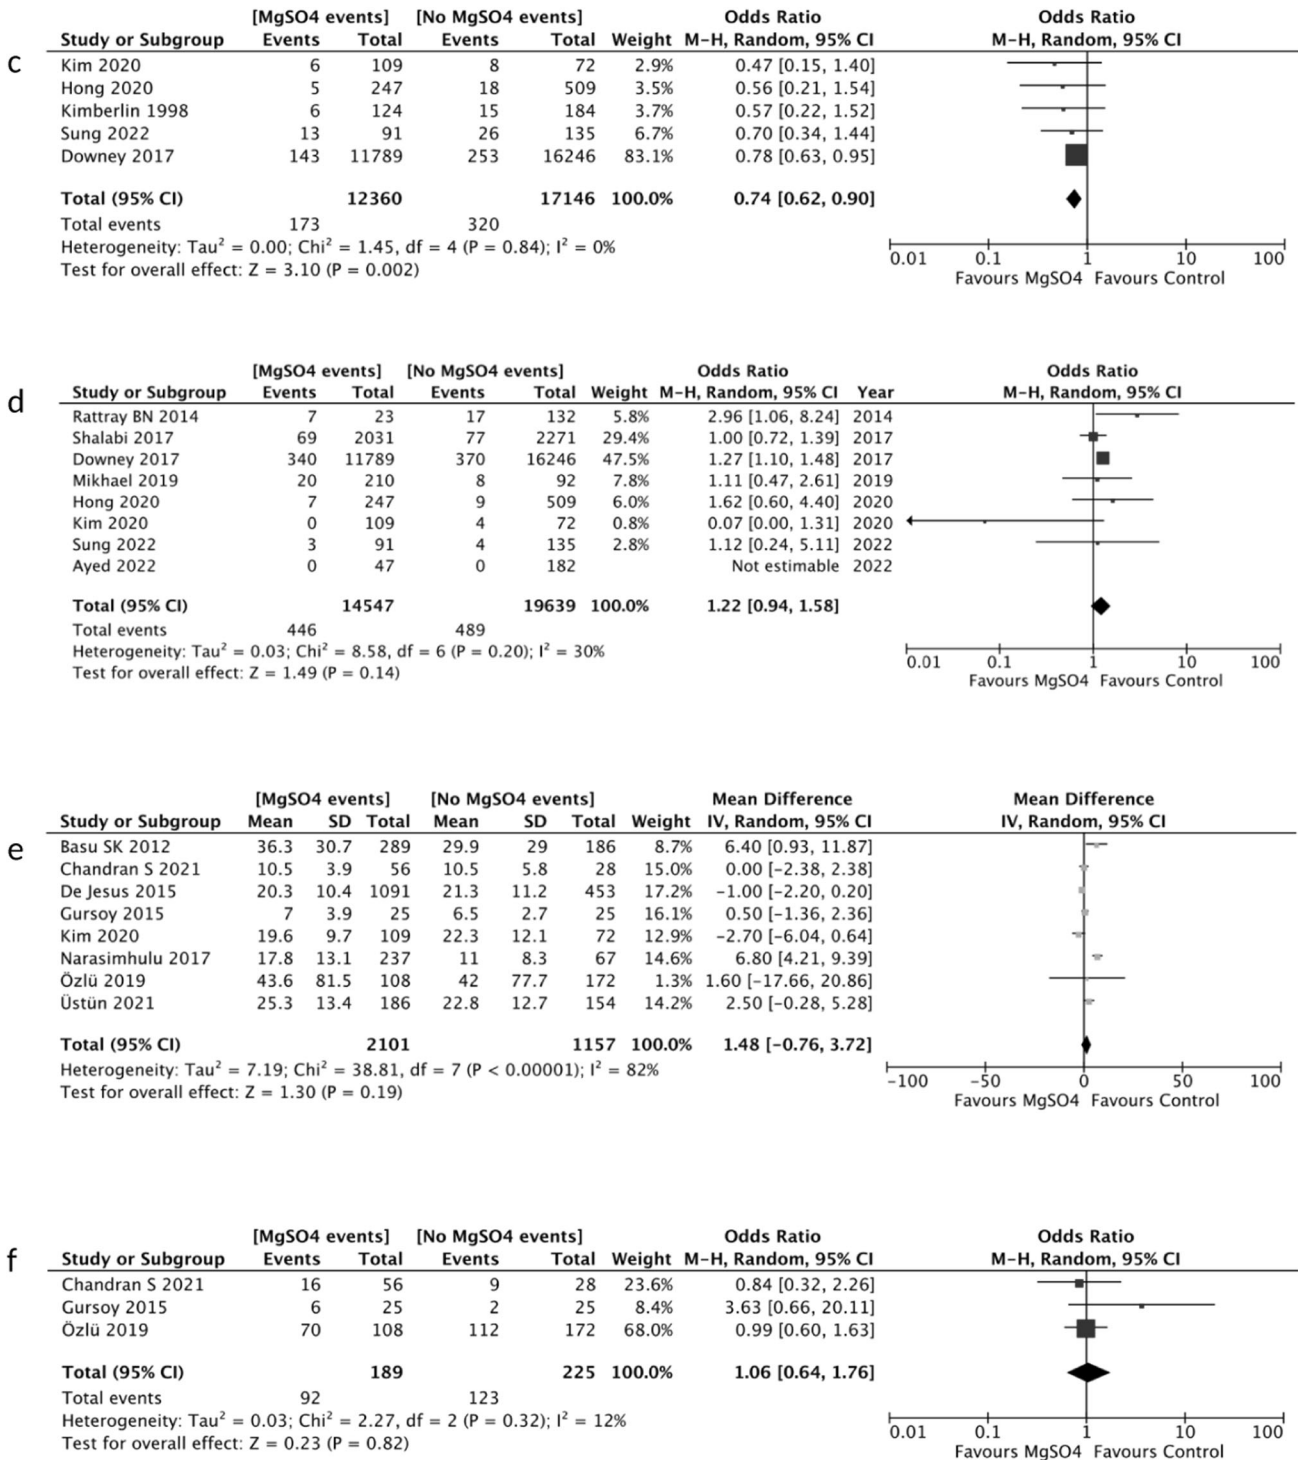 [MgSO4 events] [No MgSO4 events] Odds Ratio Odds Ratio
Study or Subgroup Events Total Events Total Weight M-H, Random, 95% CI M-H, Random, 95% CI
c
Kim 2020 6 109 8 72 2.9% 0.47 [0.15, 1.40]
Hong 2020 5 247 18 509 3.5% 0.56 [0.21, 1.54]
Kimberlin 1998 6 124 15 184 3.7% 0.57 [0.22, 1.52]
Sung 2022 13 91 26 135 6.7% 0.70 [0.34, 1.44]
Downey 2017 143 11789 253 16246 83.1% 0.78 [0.63, 0.95]
Total (95% CI) 12360 17146 100.0% 0.74 [0.62, 0.90]
Total events 173 320
Heterogeneity: Tau² = 0.00; Chi² = 1.45, df = 4 (P = 0.84); I² = 0%
Test for overall effect: Z = 3.10 (P = 0.002)
0.01 0.1 1 10 100
Favours MgSO4 Favours Control
[MgSO4 events] [No MgSO4 events] Odds Ratio Odds Ratio
Study or Subgroup Events Total Events Total Weight M-H, Random, 95% CI Year M-H, Random, 95% CI
d
Rattray BN 2014 7 23 17 132 5.8% 2.96 [1.06, 8.24] 2014
Shalabi 2017 69 2031 77 2271 29.4% 1.00 [0.72, 1.39] 2017
Downey 2017 340 11789 370 16246 47.5% 1.27 [1.10, 1.48] 2017
Mikhael 2019 20 210 8 92 7.8% 1.11 [0.47, 2.61] 2019
Hong 2020 7 247 9 509 6.0% 1.62 [0.60, 4.40] 2020
Kim 2020 0 109 4 72 0.8% 0.07 [0.00, 1.31] 2020
Sung 2022 3 91 4 135 2.8% 1.12 [0.24, 5.11] 2022
Ayed 2022 0 47 0 182 Not estimable 2022
Total (95% CI) 14547 19639 100.0% 1.22 [0.94, 1.58]
Total events 446 489
Heterogeneity: Tau² = 0.03; Chi² = 8.58, df = 6 (P = 0.20); I² = 30%
Test for overall effect: Z = 1.49 (P = 0.14)
0.01 0.1 1 10 100
Favours MgSO4 Favours Control
[MgSO4 events] [No MgSO4 events] Mean Difference Mean Difference
Study or Subgroup Mean SD Total Mean SD Total Weight IV, Random, 95% CI IV, Random, 95% CI
e
Basu SK 2012 36.3 30.7 289 29.9 29 186 8.7% 6.40 [0.93, 11.87]
Chandran S 2021 10.5 3.9 56 10.5 5.8 28 15.0% 0.00 [-2.38, 2.38]
De Jesus 2015 20.3 10.4 1091 21.3 11.2 453 17.2% -1.00 [-2.20, 0.20]
Gursoy 2015 7 3.9 25 6.5 2.7 25 16.1% 0.50 [-1.36, 2.36]
Kim 2020 19.6 9.7 109 22.3 12.1 72 12.9% -2.70 [-6.04, 0.64]
Narasimhulu 2017 17.8 13.1 237 11 8.3 67 14.6% 6.80 [4.21, 9.39]
Özlü 2019 43.6 81.5 108 42 77.7 172 1.3% 1.60 [-17.66, 20.86]
Üstün 2021 25.3 13.4 186 22.8 12.7 154 14.2% 2.50 [-0.28, 5.28]
Total (95% CI) 2101 1157 100.0% 1.48 [-0.76, 3.72]
Heterogeneity: Tau² = 7.19; Chi² = 38.81, df = 7 (P < 0.00001); I² = 82%
Test for overall effect: Z = 1.30 (P = 0.19)
-100 -50 0 50 100
Favours MgSO4 Favours Control
[MgSO4 events] [No MgSO4 events] Odds Ratio Odds Ratio
f
Study or Subgroup Events Total Events Total Weight M-H, Random, 95% CI M-H, Random, 95% CI
Chandran S 2021 16 56 9 28 23.6% 0.84 [0.32, 2.26]
Gursoy 2015 6 25 2 25 8.4% 3.63 [0.66, 20.11]
Özlü 2019 70 108 112 172 68.0% 0.99 [0.60, 1.63]
Total (95% CI) 189 225 100.0% 1.06 [0.64, 1.76]
Total events 92 123
Heterogeneity: Tau² = 0.03; Chi² = 2.27, df = 2 (P = 0.32); I² = 12%
Test for overall effect: Z = 0.23 (P = 0.82)
0.01 0.1 1 10 100
Favours MgSO4 Favours Control